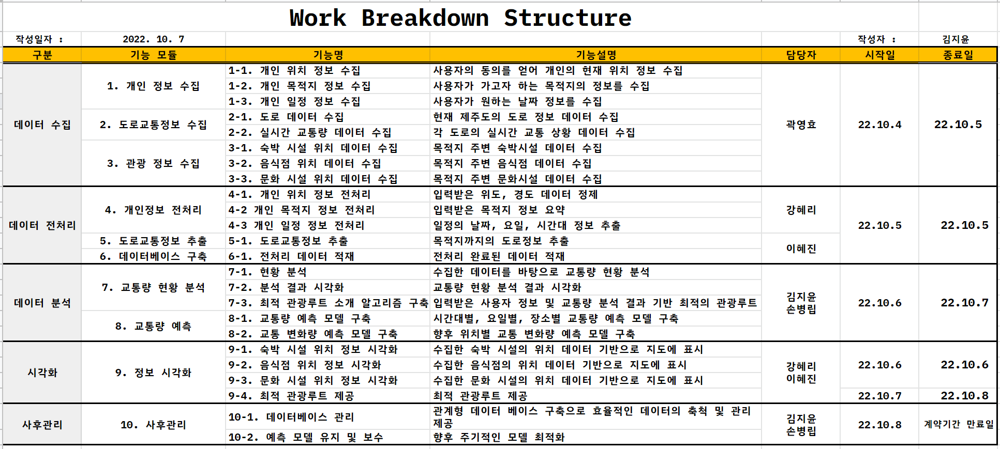 Work Breakdown Structure
작성일자 : 2022. 10. 7 작성자 : 김지윤
구분 기능 모듈 기능명 기능설명 담당자 시작일 종료일
데이터 수집 1. 개인 정보 수집 1-1. 개인 위치 정보 수집 사용자의 동의를 얻어 개인의 현재 위치 정보 수집 곽영효 22.10.4 22.10.5
1-2. 개인 목적지 정보 수집 사용자가 가고자 하는 목적지의 정보를 수집
1-3. 개인 일정 정보 수집 사용자가 원하는 날짜 정보를 수집
2. 도로교통정보 수집 2-1. 도로 데이터 수집 현재 제주도의 도로 정보 데이터 수집
2-2. 실시간 교통량 데이터 수집 각 도로의 실시간 교통 상황 데이터 수집
3. 관광 정보 수집 3-1. 숙박 시설 위치 데이터 수집 목적지 주변 숙박시설 데이터 수집
3-2. 음식점 위치 데이터 수집 목적지 주변 음식점 데이터 수집
3-3. 문화 시설 위치 데이터 수집 목적지 주변 문화시설 데이터 수집
데이터 전처리 4. 개인정보 전처리 4-1. 개인 위치 정보 전처리 입력받은 위도, 경도 데이터 정제 강혜리 22.10.5 22.10.5
4-2 개인 목적지 정보 전처리 입력받은 목적지 정보 요약
4-3 개인 일정 정보 전처리 일정의 날짜, 요일, 시간대 정보 추출
5. 도로교통정보 추출 5-1. 도로교통정보 추출 목적지까지의 도로정보 추출 이혜진
6. 데이터베이스 구축 6-1. 전처리 데이터 적재 전처리 완료된 데이터 적재
데이터 분석 7. 교통량 현황 분석 7-1. 현황 분석 수집한 데이터를 바탕으로 교통량 현황 분석 김지윤 22.10.6 22.10.7
손병립
7-2. 분석 결과 시각화 교통량 현황 분석 결과 시각화
7-3. 최적 관광루트 소개 알고리즘 구축 입력받은 사용자 정보 및 교통량 분석 결과 기반 최적의 관광루트
8. 교통량 예측 8-1. 교통량 예측 모델 구축 시간대별, 요일별, 장소별 교통량 예측 모델 구축
8-2. 교통 변화량 예측 모델 구축 향후 위치별 교통 변화량 예측 모델 구축
시각화 9. 정보 시각화 9-1. 숙박 시설 위치 정보 시각화 수집한 숙박 시설의 위치 데이터 기반으로 지도에 표시 강혜리 22.10.6 22.10.6
이혜진
9-2. 음식점 위치 정보 시각화 수집한 음식점의 위치 데이터 기반으로 지도에 표시
9-3. 문화 시설 위치 정보 시각화 수집한 문화 시설의 위치 데이터 기반으로 지도에 표시
9-4. 최적 관광루트 제공 최적 관광루트 제공 22.10.7 22.10.8
사후관리 10. 사후관리 10-1. 데이터베이스 관리 관계형 데이터 베이스 구축으로 효율적인 데이터의 축척 및 관리
제공 김지윤 22.10.8 계약기간 만료일
손병립
10-2. 예측 모델 유지 및 보수 향후 주기적인 모델 최적화